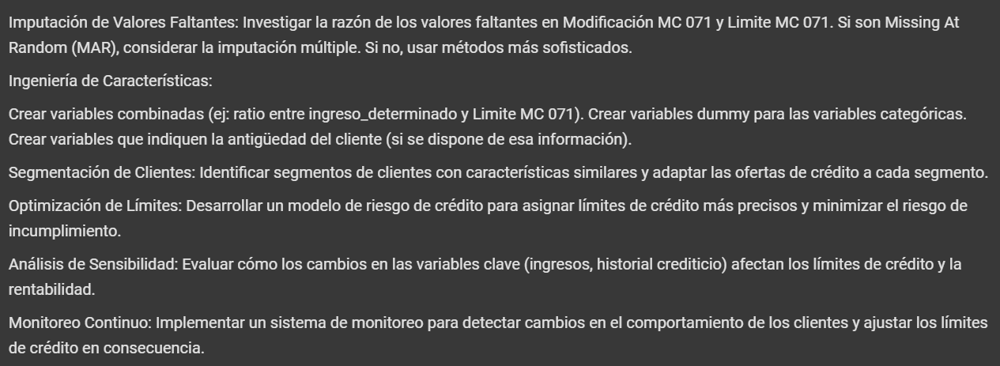 Imputación de Valores Faltantes: Investigar la razón de los valores faltantes en Modificación MC 071 y Limite MC 071. Si son Missing At
Random (MAR), considerar la imputación múltiple. Si no, usar métodos más sofisticados.
Ingeniería de Características:
Crear variables combinadas (ej: ratio entre ingreso_determinado y Limite MC 071). Crear variables dummy para las variables categóricas.
Crear variables que indiquen la antigüedad del cliente (si se dispone de esa información).
Segmentación de Clientes: Identificar segmentos de clientes con características similares y adaptar las ofertas de crédito a cada segmento.
Optimización de Límites: Desarrollar un modelo de riesgo de crédito para asignar límites de crédito más precisos y minimizar el riesgo de
incumplimiento.
Análisis de Sensibilidad: Evaluar cómo los cambios en las variables clave (ingresos, historial crediticio) afectan los límites de crédito y la
rentabilidad.
Monitoreo Continuo: Implementar un sistema de monitoreo para detectar cambios en el comportamiento de los clientes y ajustar los límites
de crédito en consecuencia.